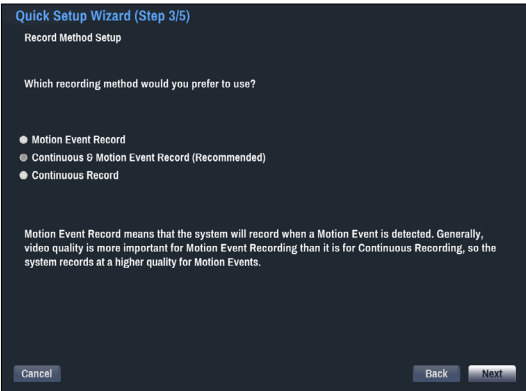 Quick Setup Wizard (Step 3/5)
Record Method Setup
Which recording method would you prefer to use?
Motion Event Record
Continuous & Motion Event Record (Recommended)
Continuous Record
Motion Event Record means that the system will record when a Motion Event is detected. Generally,
video quality is more important for Motion Event Recording than it is for Continuous Recording, so the
system records at a higher quality for Motion Events.
Cancel
Back
Next